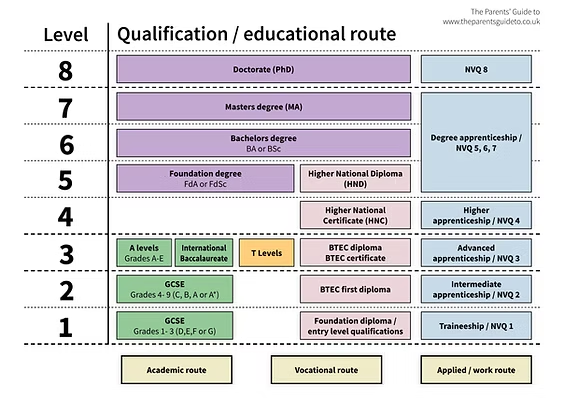 The Parents' Guide to
www.theparentsguideto.co.uk
Level
Qualification / educational route
8
Doctorate (PhD)
NVQ 8
7
Masters degree (MA)
Degree apprenticeship /
NVQ 5, 6, 7
6
Bachelors degree
BA or BSc
5
Foundation degree
FdA or FdSc
Higher National Diploma
(HND)
4
Higher National
Certificate (HNC)
Higher
apprenticeship / NVQ 4
3
A levels
Grades A-E
International
Baccalaureate
T Levels
BTEC diploma
BTEC certificate
Advanced
apprenticeship / NVQ 3
2
GCSE
Grades 4- 9 (C, B, A or A*)
BTEC first diploma
Intermediate
apprenticeship / NVQ 2
1
GCSE
Grades 1- 3 (D,E,F or G)
Foundation diploma /
entry level qualifications
Traineeship / NVQ 1
Academic route
Vocational route
Applied / work route